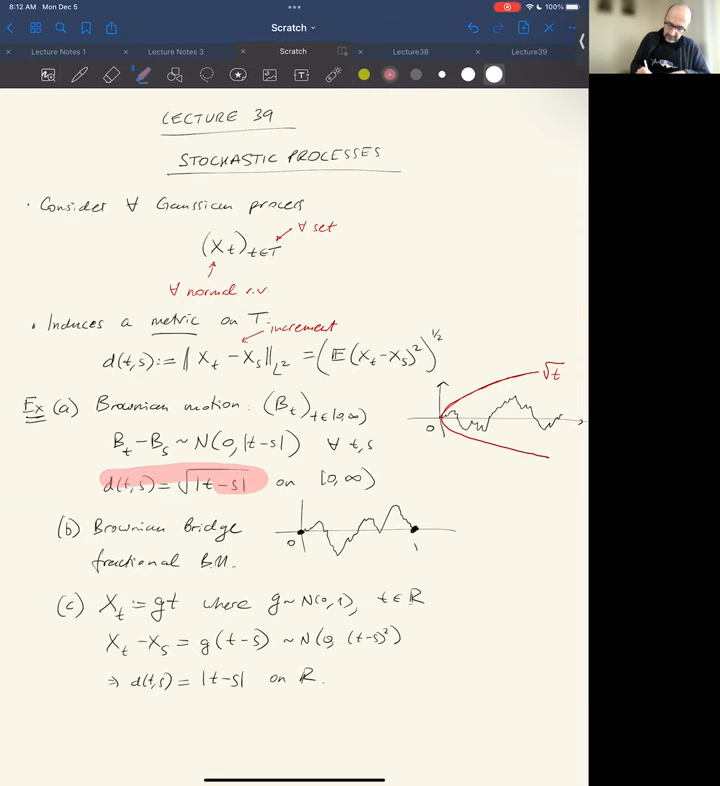 8:12 AM Mon Dec 5
100%
Scratch
Lecture Notes 1
Lecture Notes 3
Scratch
Lecture38
Lecture39
LECTURE 39
STOCHASTIC PROCESSES
· Consider ∀ Gaussian process
(X_t)_{t∈T} ∀ set
∀ normal r.v.
· Induces a metric on T:
increment
d(t,s) := ‖X_t - X_s‖_{L²} = (𝔼(X_t-X_s)²)^{1/2}
Ex (a) Brownian motion: (B_t)_{t∈[0,∞)}
√t
0
B_t - B_s ~ N(0, |t-s|) ∀ t,s
d(t,s) = √|t-s| on [0,∞)
(b) Brownian Bridge
0 1
fractional B.M.
(c) X_t := gt where g ~ N(0,1), t∈R
X_t - X_s = g(t-s) ~ N(0, (t-s)²)
⇒ d(t,s) = |t-s| on R.